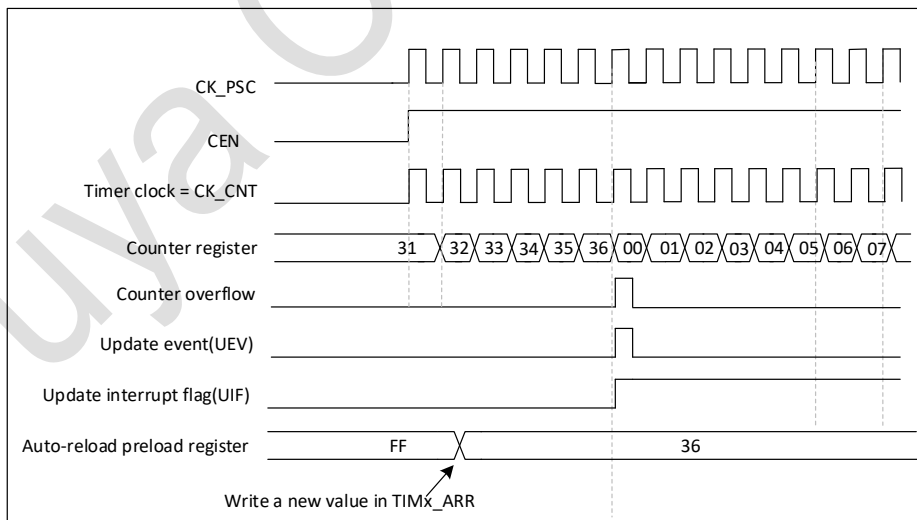 uya
CK_PSC
CEN
Timer clock = CK_CNT
Counter register 31 32 33 34 35 36 00 01 02 03 04 05 06 07
Counter overflow
Update event(UEV)
Update interrupt flag(UIF)
Auto-reload preload register FF 36
Write a new value in TIMx_ARR